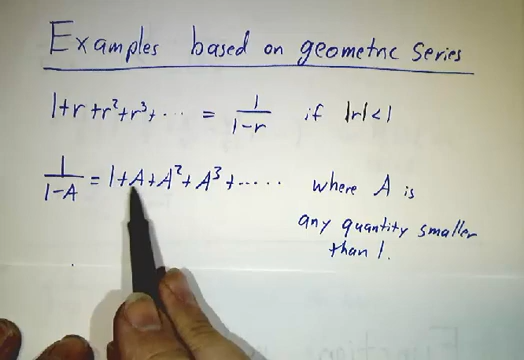 Examples based on geometric series
1+r+r²+r³+ ··· = 1/(1-r) if |r|<1
1/(1-A) = 1+A+A²+A³+····· where A is
any quantity smaller
than 1.